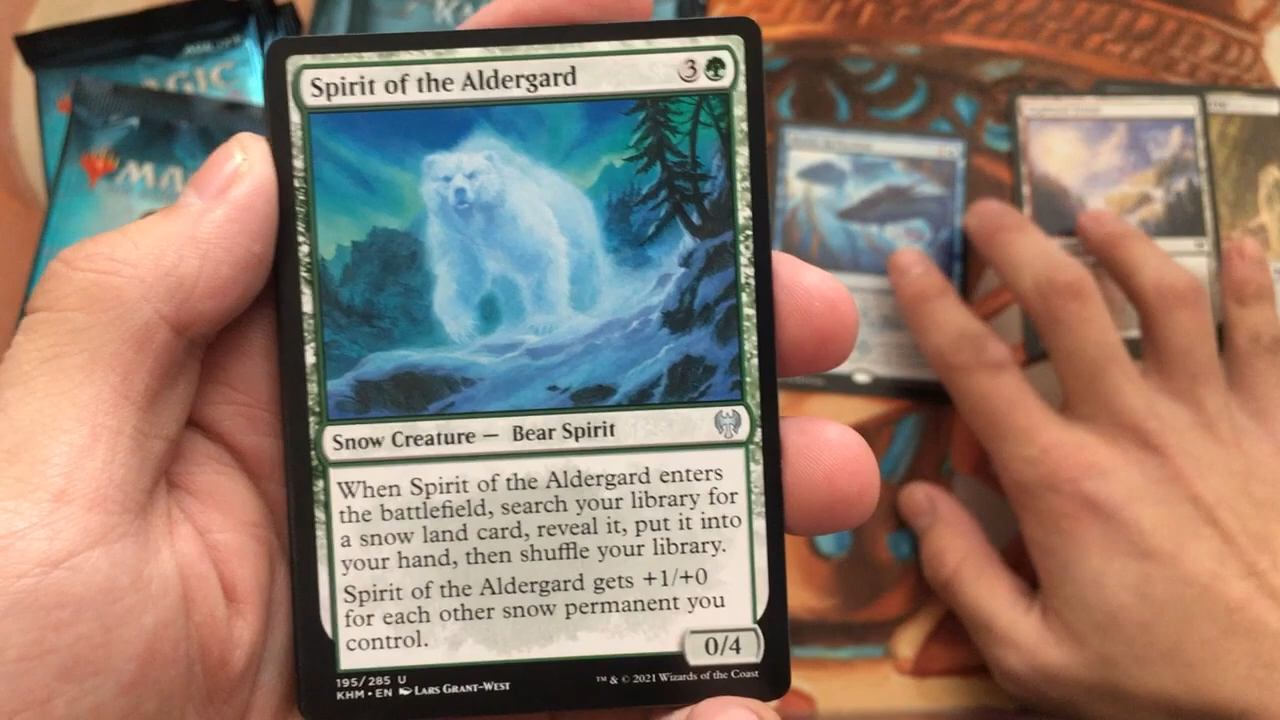 Spirit of the Aldergard 3
Snow Creature — Bear Spirit
When Spirit of the Aldergard enters
the battlefield, search your library for
a snow land card, reveal it, put it into
your hand, then shuffle your library.
Spirit of the Aldergard gets +1/+0
for each other snow permanent you
control.
0/4
195/285 U
KHM • EN LARS GRANT-WEST
™ & © 2021 Wizards of the Coast
MAGIC
MA